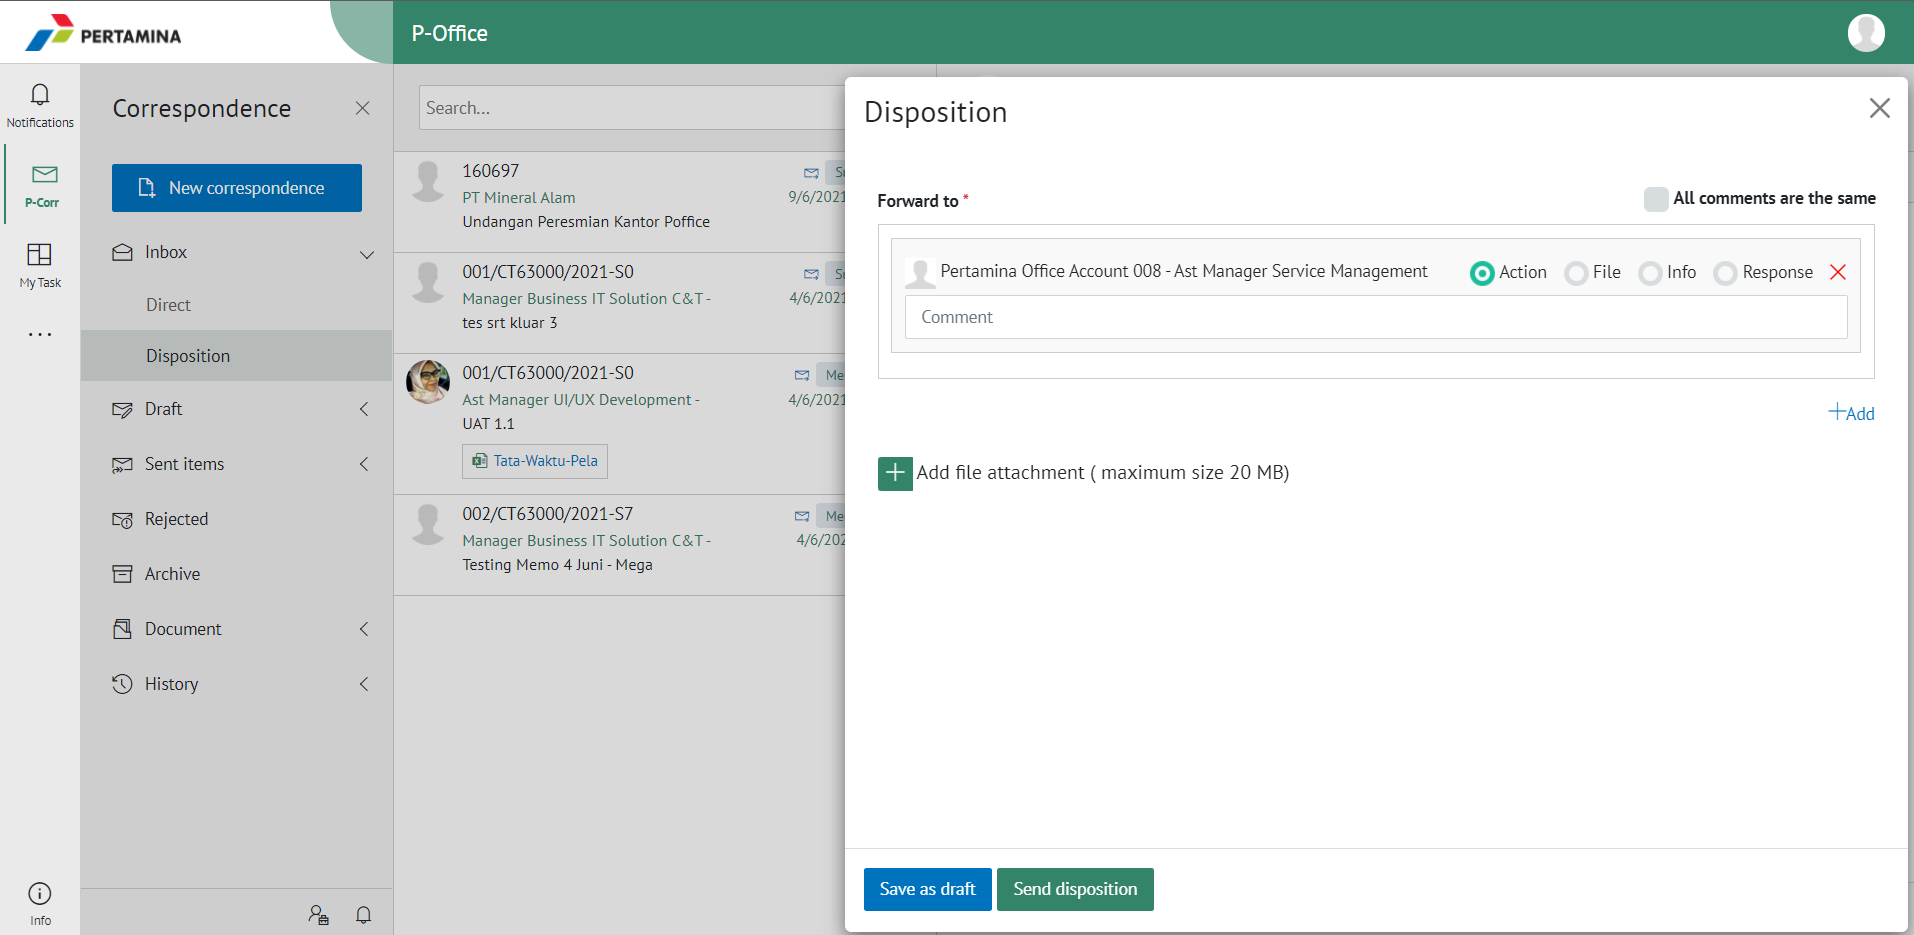 PERTAMINA
P-Office
Notifications
P-Corr
My Task
...
Info
Correspondence
New correspondence
Inbox
Direct
Disposition
Draft
Sent items
Rejected
Archive
Document
History
Search...
160697
Su
PT Mineral Alam
9/6/2021
Undangan Peresmian Kantor Poffice
001/CT63000/2021-S0
Su
Manager Business IT Solution C&T -
4/6/2021
tes srt kluar 3
001/CT63000/2021-S0
Me
Ast Manager UI/UX Development -
4/6/2021
UAT 1.1
Tata-Waktu-Pela
002/CT63000/2021-S7
Me
Manager Business IT Solution C&T -
4/6/202
Testing Memo 4 Juni - Mega
Disposition
Forward to *
All comments are the same
Pertamina Office Account 008 - Ast Manager Service Management
Action File Info Response
Comment
+Add
Add file attachment ( maximum size 20 MB)
Save as draft
Send disposition